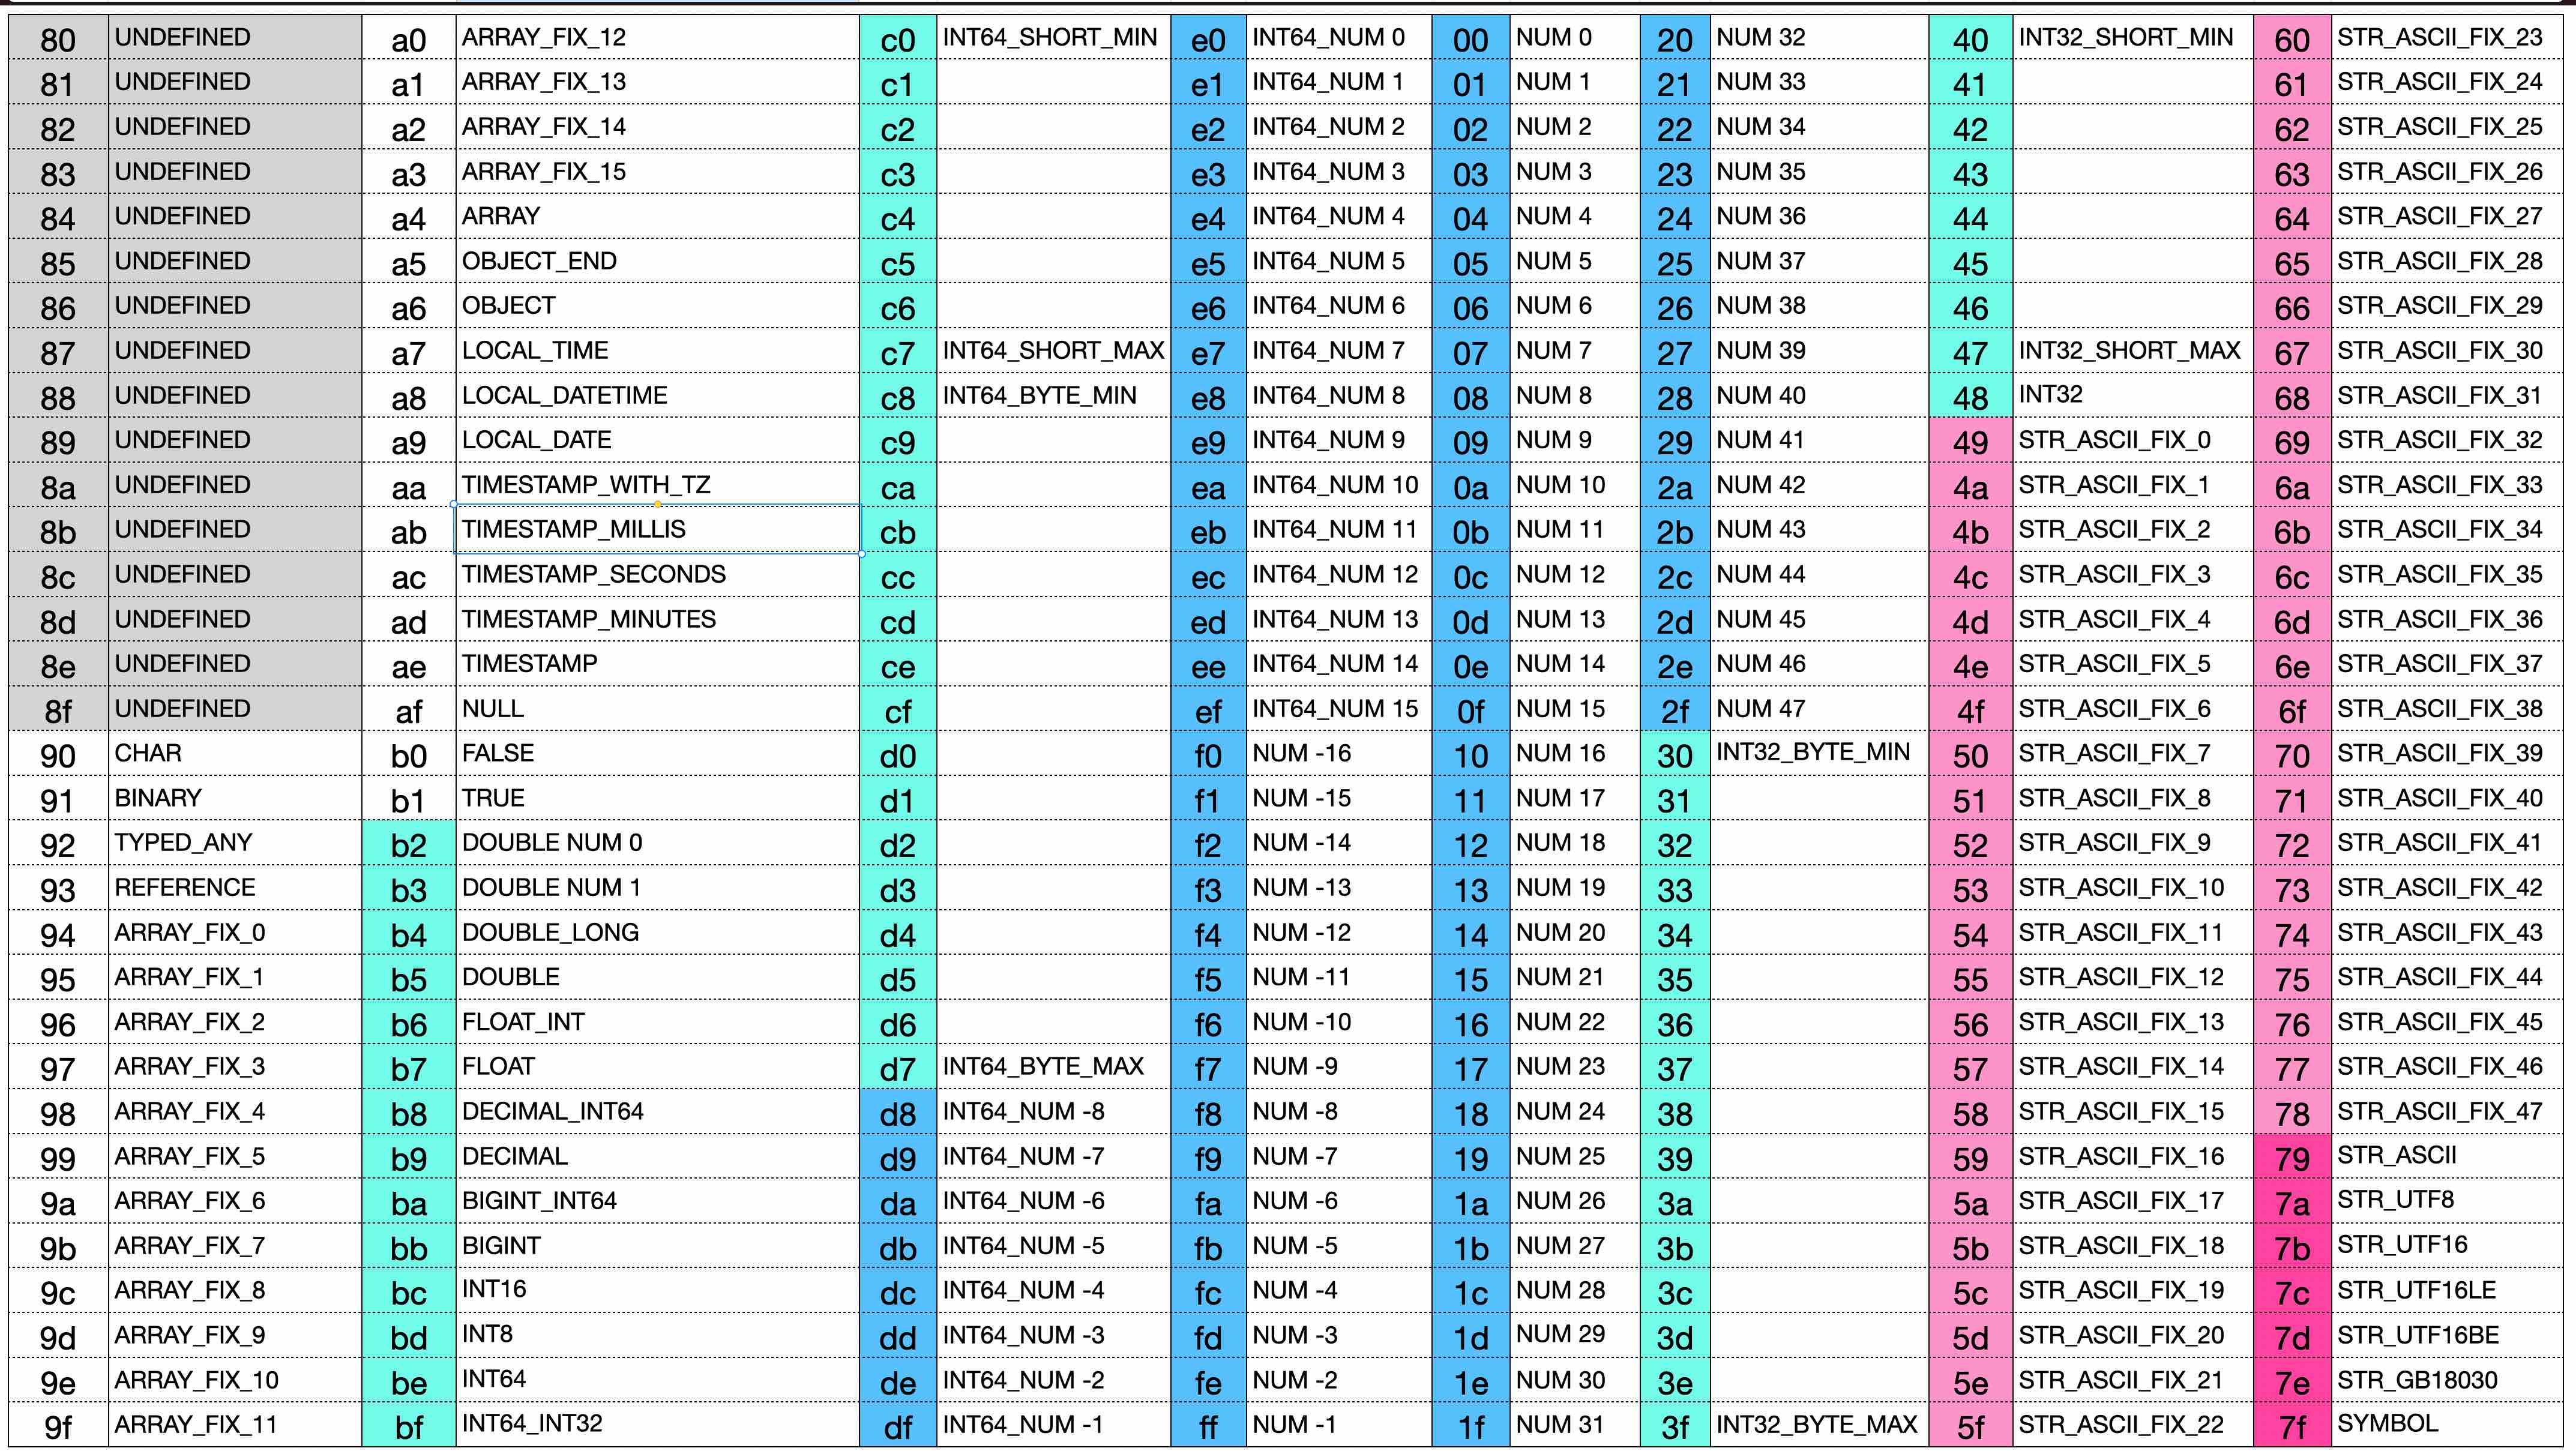 80 UNDEFINED a0 ARRAY_FIX_12 c0 INT64_SHORT_MIN e0 INT64_NUM 0 00 NUM 0 20 NUM 32 40 INT32_SHORT_MIN 60 STR_ASCII_FIX_23
81 UNDEFINED a1 ARRAY_FIX_13 c1 e1 INT64_NUM 1 01 NUM 1 21 NUM 33 41 61 STR_ASCII_FIX_24
82 UNDEFINED a2 ARRAY_FIX_14 c2 e2 INT64_NUM 2 02 NUM 2 22 NUM 34 42 62 STR_ASCII_FIX_25
83 UNDEFINED a3 ARRAY_FIX_15 c3 e3 INT64_NUM 3 03 NUM 3 23 NUM 35 43 63 STR_ASCII_FIX_26
84 UNDEFINED a4 ARRAY c4 e4 INT64_NUM 4 04 NUM 4 24 NUM 36 44 64 STR_ASCII_FIX_27
85 UNDEFINED a5 OBJECT_END c5 e5 INT64_NUM 5 05 NUM 5 25 NUM 37 45 65 STR_ASCII_FIX_28
86 UNDEFINED a6 OBJECT c6 e6 INT64_NUM 6 06 NUM 6 26 NUM 38 46 66 STR_ASCII_FIX_29
87 UNDEFINED a7 LOCAL_TIME c7 INT64_SHORT_MAX e7 INT64_NUM 7 07 NUM 7 27 NUM 39 47 INT32_SHORT_MAX 67 STR_ASCII_FIX_30
88 UNDEFINED a8 LOCAL_DATETIME c8 INT64_BYTE_MIN e8 INT64_NUM 8 08 NUM 8 28 NUM 40 48 INT32 68 STR_ASCII_FIX_31
89 UNDEFINED a9 LOCAL_DATE c9 e9 INT64_NUM 9 09 NUM 9 29 NUM 41 49 STR_ASCII_FIX_0 69 STR_ASCII_FIX_32
8a UNDEFINED aa TIMESTAMP_WITH_TZ ca ea INT64_NUM 10 0a NUM 10 2a NUM 42 4a STR_ASCII_FIX_1 6a STR_ASCII_FIX_33
8b UNDEFINED ab TIMESTAMP_MILLIS cb eb INT64_NUM 11 0b NUM 11 2b NUM 43 4b STR_ASCII_FIX_2 6b STR_ASCII_FIX_34
8c UNDEFINED ac TIMESTAMP_SECONDS cc ec INT64_NUM 12 0c NUM 12 2c NUM 44 4c STR_ASCII_FIX_3 6c STR_ASCII_FIX_35
8d UNDEFINED ad TIMESTAMP_MINUTES cd ed INT64_NUM 13 0d NUM 13 2d NUM 45 4d STR_ASCII_FIX_4 6d STR_ASCII_FIX_36
8e UNDEFINED ae TIMESTAMP ce ee INT64_NUM 14 0e NUM 14 2e NUM 46 4e STR_ASCII_FIX_5 6e STR_ASCII_FIX_37
8f UNDEFINED af NULL cf ef INT64_NUM 15 0f NUM 15 2f NUM 47 4f STR_ASCII_FIX_6 6f STR_ASCII_FIX_38
90 CHAR b0 FALSE d0 f0 NUM -16 10 NUM 16 30 INT32_BYTE_MIN 50 STR_ASCII_FIX_7 70 STR_ASCII_FIX_39
91 BINARY b1 TRUE d1 f1 NUM -15 11 NUM 17 31 51 STR_ASCII_FIX_8 71 STR_ASCII_FIX_40
92 TYPED_ANY b2 DOUBLE NUM 0 d2 f2 NUM -14 12 NUM 18 32 52 STR_ASCII_FIX_9 72 STR_ASCII_FIX_41
93 REFERENCE b3 DOUBLE NUM 1 d3 f3 NUM -13 13 NUM 19 33 53 STR_ASCII_FIX_10 73 STR_ASCII_FIX_42
94 ARRAY_FIX_0 b4 DOUBLE_LONG d4 f4 NUM -12 14 NUM 20 34 54 STR_ASCII_FIX_11 74 STR_ASCII_FIX_43
95 ARRAY_FIX_1 b5 DOUBLE d5 f5 NUM -11 15 NUM 21 35 55 STR_ASCII_FIX_12 75 STR_ASCII_FIX_44
96 ARRAY_FIX_2 b6 FLOAT_INT d6 f6 NUM -10 16 NUM 22 36 56 STR_ASCII_FIX_13 76 STR_ASCII_FIX_45
97 ARRAY_FIX_3 b7 FLOAT d7 INT64_BYTE_MAX f7 NUM -9 17 NUM 23 37 57 STR_ASCII_FIX_14 77 STR_ASCII_FIX_46
98 ARRAY_FIX_4 b8 DECIMAL_INT64 d8 INT64_NUM -8 f8 NUM -8 18 NUM 24 38 58 STR_ASCII_FIX_15 78 STR_ASCII_FIX_47
99 ARRAY_FIX_5 b9 DECIMAL d9 INT64_NUM -7 f9 NUM -7 19 NUM 25 39 59 STR_ASCII_FIX_16 79 STR_ASCII
9a ARRAY_FIX_6 ba BIGINT_INT64 da INT64_NUM -6 fa NUM -6 1a NUM 26 3a 5a STR_ASCII_FIX_17 7a STR_UTF8
9b ARRAY_FIX_7 bb BIGINT db INT64_NUM -5 fb NUM -5 1b NUM 27 3b 5b STR_ASCII_FIX_18 7b STR_UTF16
9c ARRAY_FIX_8 bc INT16 dc INT64_NUM -4 fc NUM -4 1c NUM 28 3c 5c STR_ASCII_FIX_19 7c STR_UTF16LE
9d ARRAY_FIX_9 bd INT8 dd INT64_NUM -3 fd NUM -3 1d NUM 29 3d 5d STR_ASCII_FIX_20 7d STR_UTF16BE
9e ARRAY_FIX_10 be INT64 de INT64_NUM -2 fe NUM -2 1e NUM 30 3e 5e STR_ASCII_FIX_21 7e STR_GB18030
9f ARRAY_FIX_11 bf INT64_INT32 df INT64_NUM -1 ff NUM -1 1f NUM 31 3f INT32_BYTE_MAX 5f STR_ASCII_FIX_22 7f SYMBOL